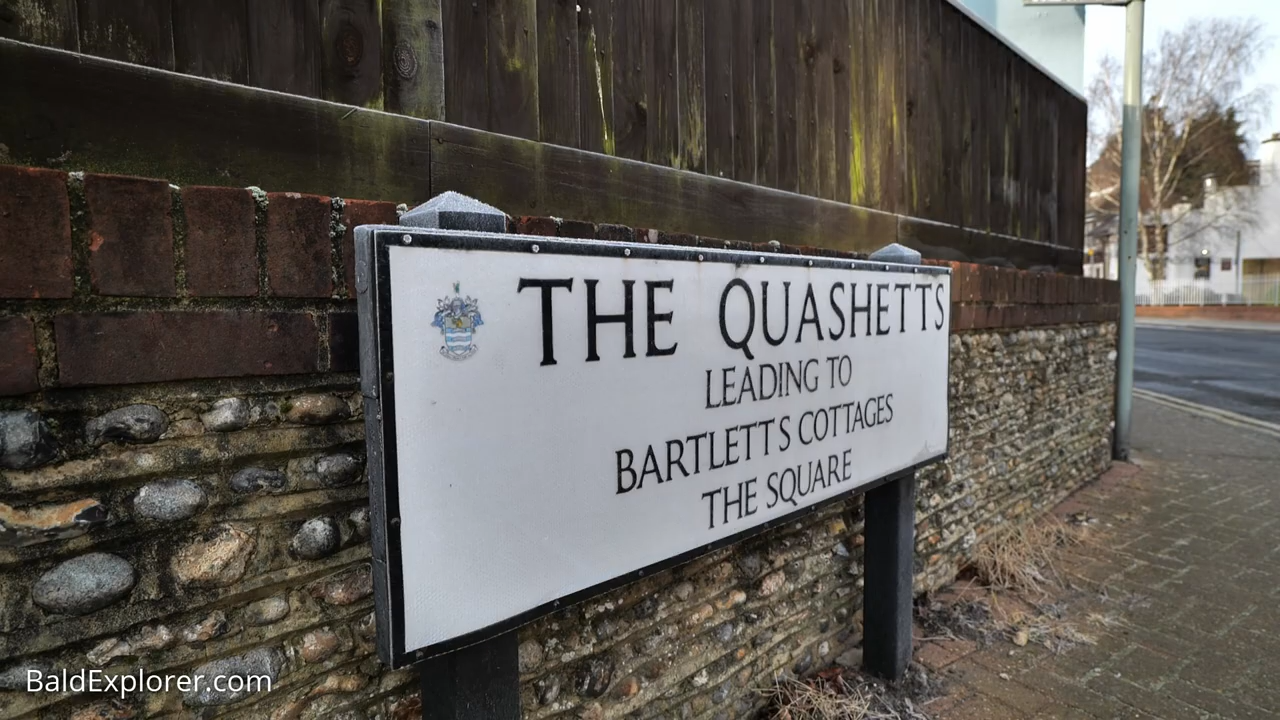 THE QUASHETTS
LEADING TO
BARTLETTS COTTAGES
THE SQUARE
BaldExplorer.com